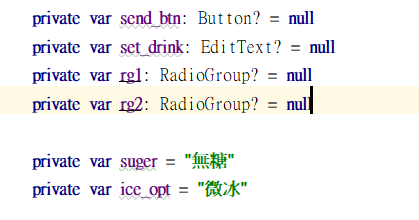 private var send_btn: Button? = null
private var set_drink: EditText? = null
private var rg1: RadioGroup? = null
private var rg2: RadioGroup? = null
private var suger = "無糖"
private var ice_opt = "微冰"